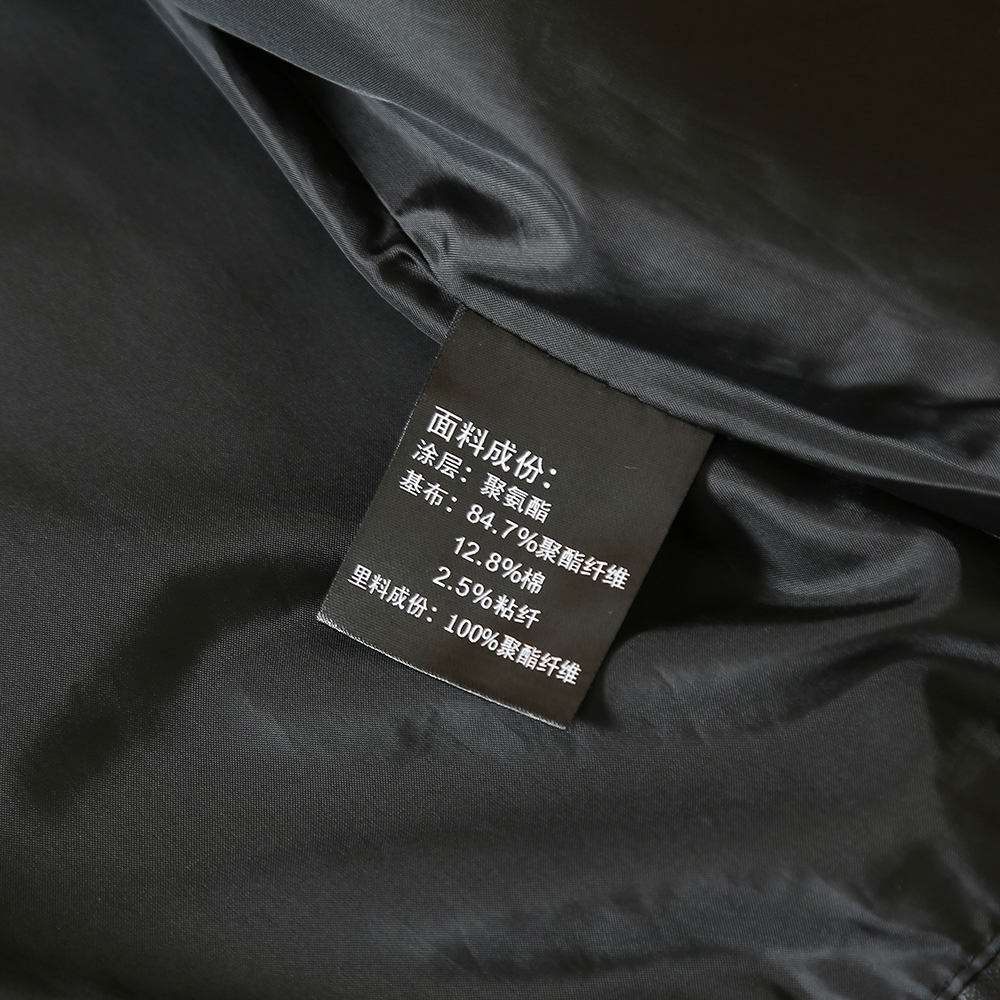 面料成份：
涂层：聚氨酯
基布：84.7%聚酯纤维
12.8%棉
2.5%粘纤
里料成份：100%聚酯纤维